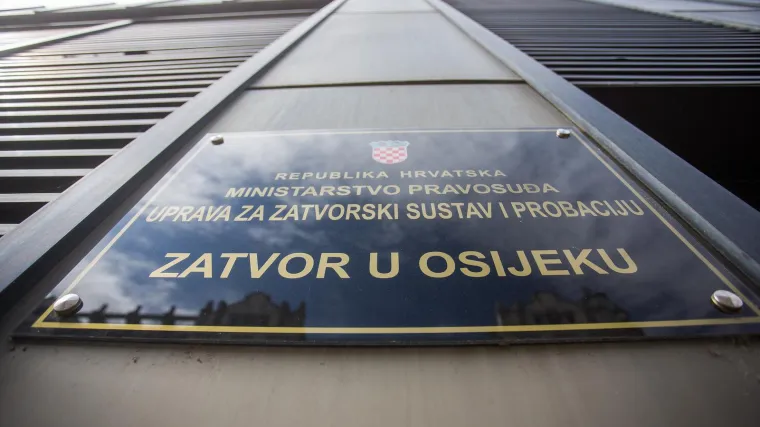 REPUBLIKA HRVATSKA
MINISTARSTVO PRAVOSUĐA
UPRAVA ZA ZATVORSKI SUSTAV I PROBACIJU
ZATVOR U OSIJEKU